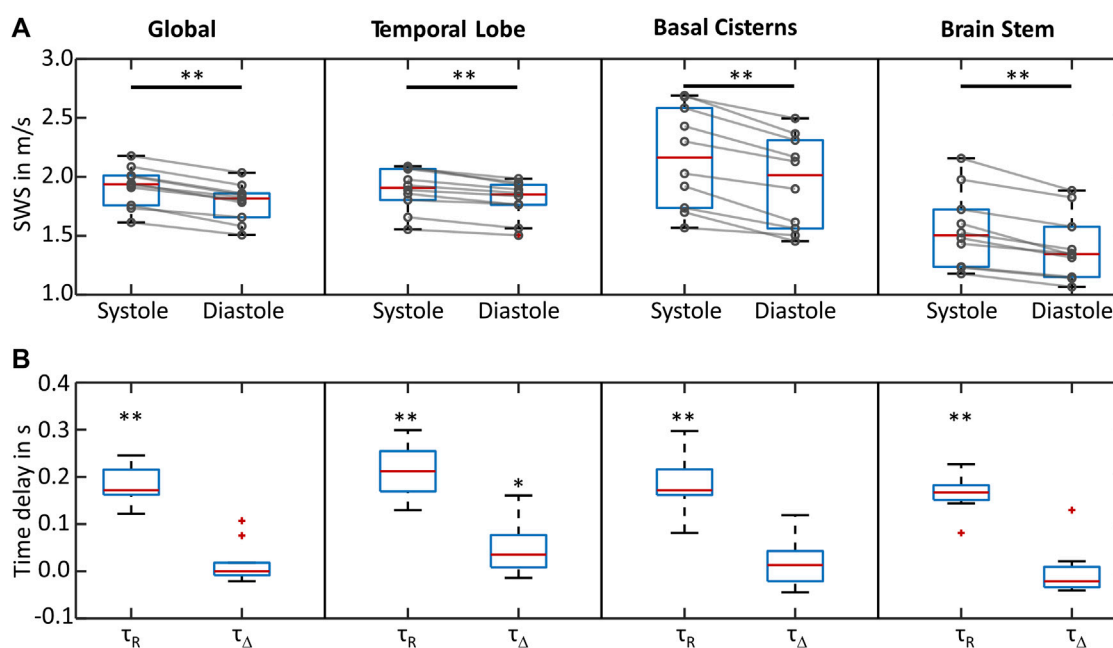 A
Global Temporal Lobe Basal Cisterns Brain Stem
SWS in m/s
3.0
2.5
2.0
1.5
1.0
** ** ** **
Systole Diastole Systole Diastole Systole Diastole Systole Diastole
B
Time delay in s
0.4
0.3
0.2
0.1
0.0
-0.1
** ** * ** **
τR τΔ τR τΔ τR τΔ τR τΔ